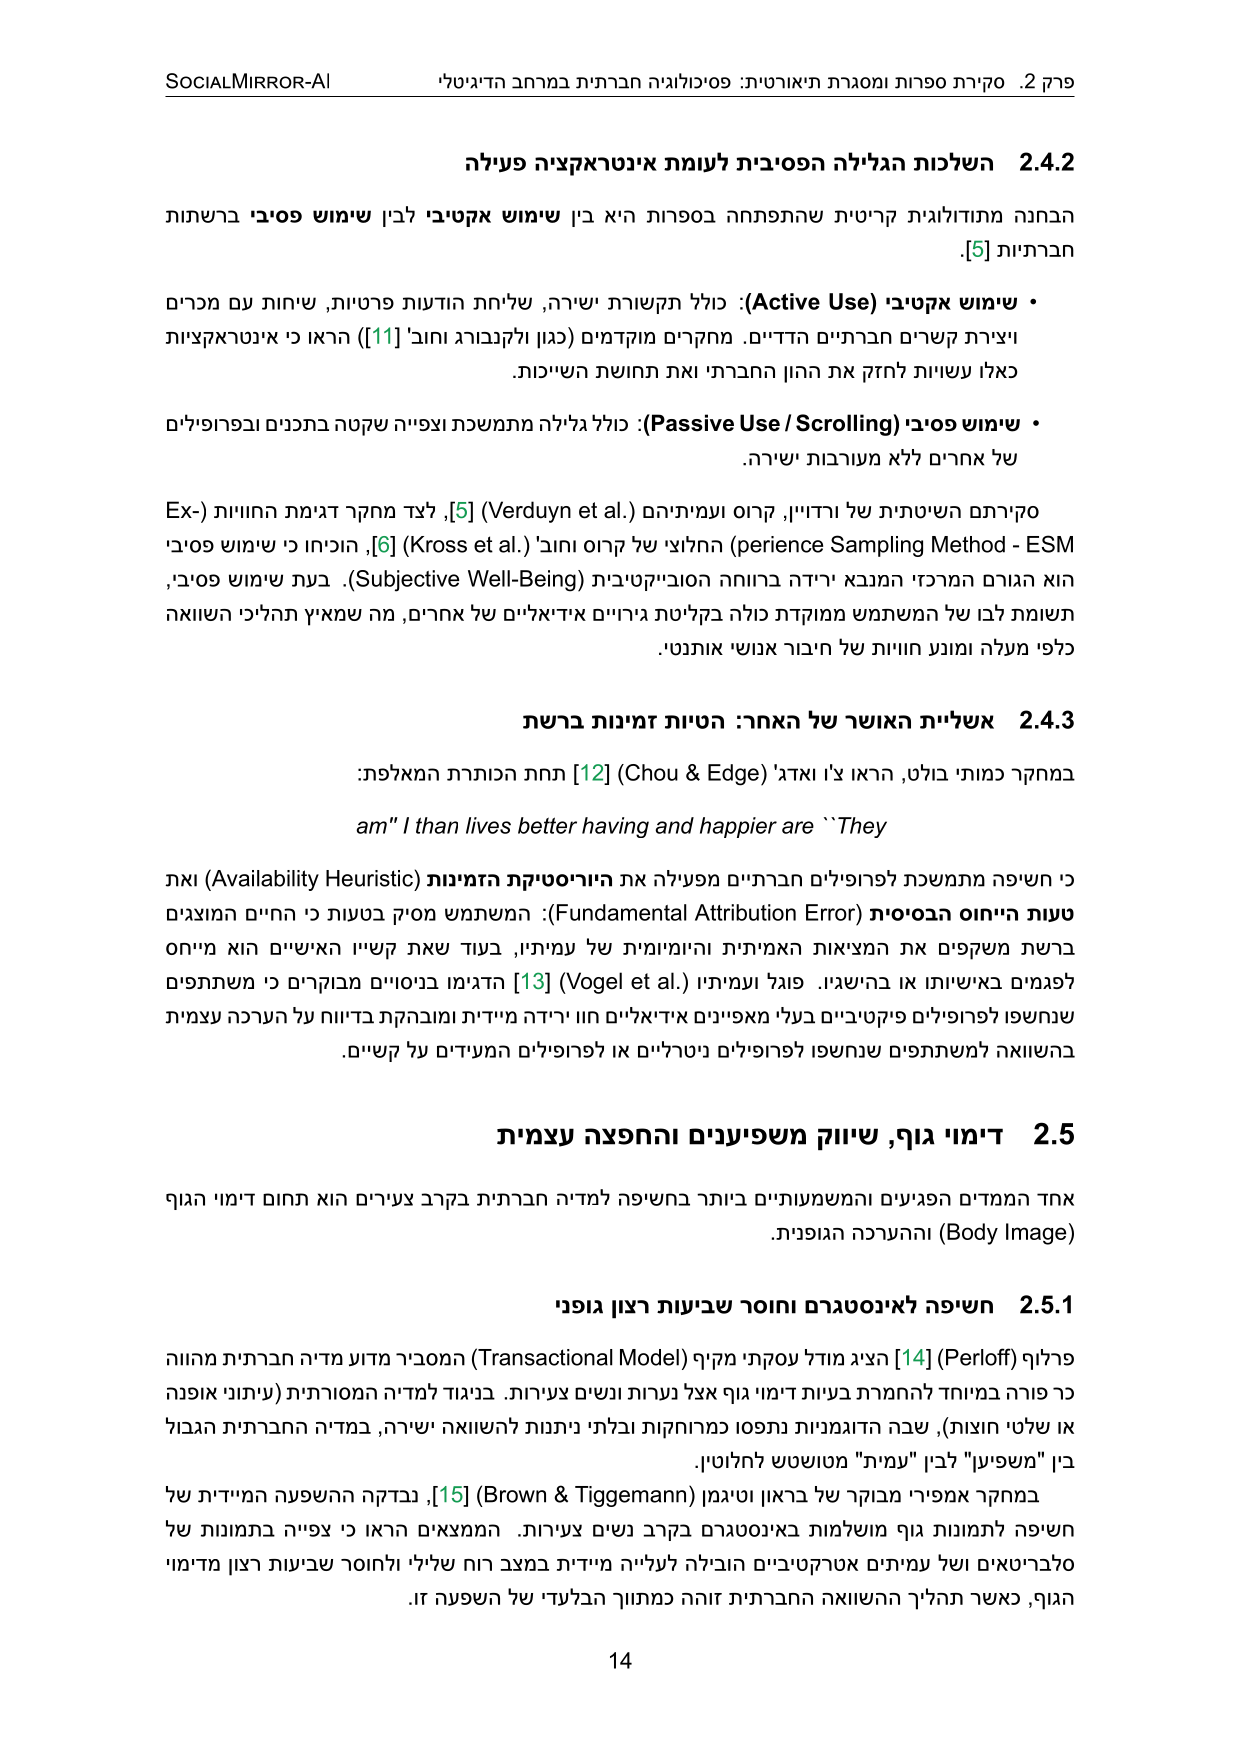 פרק 2. סקירת ספרות ומסגרת תיאורטית: פסיכולוגיה חברתית במרחב הדיגיטלי SOCIALMIRROR-AI
2.4.2 השלכות הגלילה הפסיבית לעומת אינטראקציה פעילה
הבחנה מתודולוגית קריטית שהתפתחה בספרות היא בין שימוש אקטיבי לבין שימוש פסיבי ברשתות
חברתיות [5].
• שימוש אקטיבי (Active Use): כולל תקשורת ישירה, שליחת הודעות פרטיות, שיחות עם מכרים
ויצירת קשרים חברתיים הדדיים. מחקרים מוקדמים (כגון ולקנבורג וחוב' [11]) הראו כי אינטראקציות
כאלו עשויות לחזק את ההון החברתי ואת תחושת השייכות.
• שימוש פסיבי (Passive Use / Scrolling): כולל גלילה מתמשכת וצפייה שקטה בתכנים ובפרופילים
של אחרים ללא מעורבות ישירה.
סקירתם השיטתית של ורדויין, קרוס ועמיתיהם (Verduyn et al.) [5], לצד מחקר דגימת החוויות (Ex-
perience Sampling Method - ESM) החלוצי של קרוס וחוב' (Kross et al.) [6], הוכיחו כי שימוש פסיבי
הוא הגורם המרכזי המנבא ירידה ברווחה הסובייקטיבית (Subjective Well-Being). בעת שימוש פסיבי,
תשומת לבו של המשתמש ממוקדת כולה בקליטת גירויים אידיאליים של אחרים, מה שמאיץ תהליכי השוואה
כלפי מעלה ומונע חוויות של חיבור אנושי אותנטי.
2.4.3 אשליית האושר של האחר: הטיות זמינות ברשת
במחקר כמותי בולט, הראו צ'ו ואדג' (Chou & Edge) [12] תחת הכותרת המאלפת:
am" I than lives better having and happier are ``They
כי חשיפה מתמשכת לפרופילים חברתיים מפעילה את היוריסטיקת הזמינות (Availability Heuristic) ואת
טעות הייחוס הבסיסית (Fundamental Attribution Error): המשתמש מסיק בטעות כי החיים המוצגים
ברשת משקפים את המציאות האמיתית והיומיומית של עמיתיו, בעוד שאת קשייו האישיים הוא מייחס
לפגמים באישיותו או בהישגיו. פוגל ועמיתיו (Vogel et al.) [13] הדגימו בניסויים מבוקרים כי משתתפים
שנחשפו לפרופילים פיקטיביים בעלי מאפיינים אידיאליים חוו ירידה מיידית ומובהקת בדיווח על הערכה עצמית
בהשוואה למשתתפים שנחשפו לפרופילים ניטרליים או לפרופילים המעידים על קשיים.
2.5 דימוי גוף, שיווק משפיענים והחפצה עצמית
אחד הממדים הפגיעים והמשמעותיים ביותר בחשיפה למדיה חברתית בקרב צעירים הוא תחום דימוי הגוף
(Body Image) וההערכה הגופנית.
2.5.1 חשיפה לאינסטגרם וחוסר שביעות רצון גופני
פרלוף (Perloff) [14] הציג מודל עסקתי מקיף (Transactional Model) המסביר מדוע מדיה חברתית מהווה
כר פורה במיוחד להחמרת בעיות דימוי גוף אצל נערות ונשים צעירות. בניגוד למדיה המסורתית (עיתוני אופנה
או שלטי חוצות), שבה הדוגמניות נתפסו כמרוחקות ובלתי ניתנות להשוואה ישירה, במדיה החברתית הגבול
בין "משפיען" לבין "עמית" מטושטש לחלוטין.
במחקר אמפירי מבוקר של בראון וטיגמן (Brown & Tiggemann) [15], נבדקה ההשפעה המיידית של
חשיפה לתמונות גוף מושלמות באינסטגרם בקרב נשים צעירות. הממצאים הראו כי צפייה בתמונות של
סלבריטאים ושל עמיתים אטרקטיביים הובילה לעלייה מיידית במצב רוח שלילי ולחוסר שביעות רצון מדימוי
הגוף, כאשר תהליך ההשוואה החברתית זוהה כמתווך הבלעדי של השפעה זו.
14